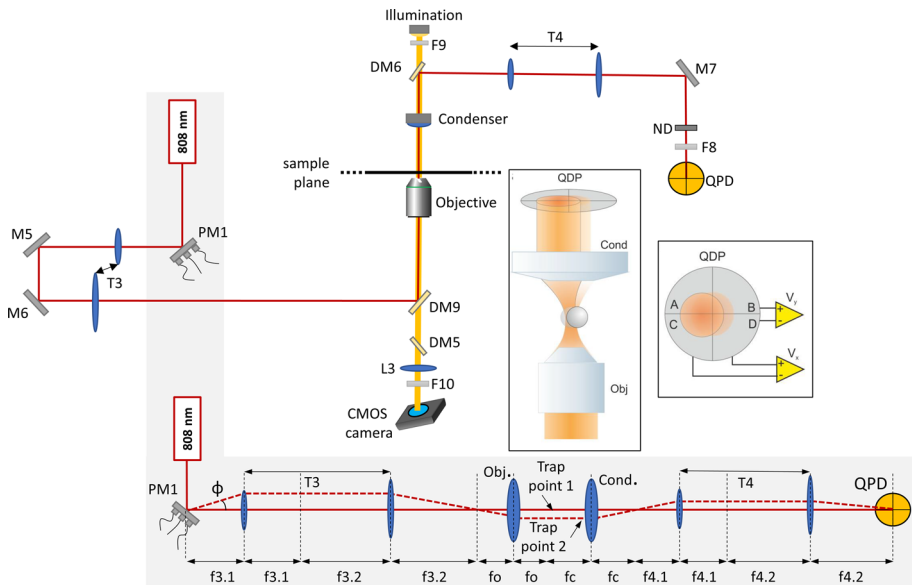 Illumination
F9
DM6
T4
M7
Condenser
ND
F8
QPD
sample
plane
Objective
808 nm
PM1
M5
T3
M6
DM9
DM5
L3
F10
CMOS
camera
QDP
Cond
Obj
QDP
A
B
C
D
+
-
V_y
+
-
V_x
808 nm
PM1
ϕ
T3
Obj.
Trap
point 1
Trap
point 2
Cond.
T4
QPD
f3.1
f3.1
f3.2
f3.2
fo
fo
fc
fc
f4.1
f4.1
f4.2
f4.2